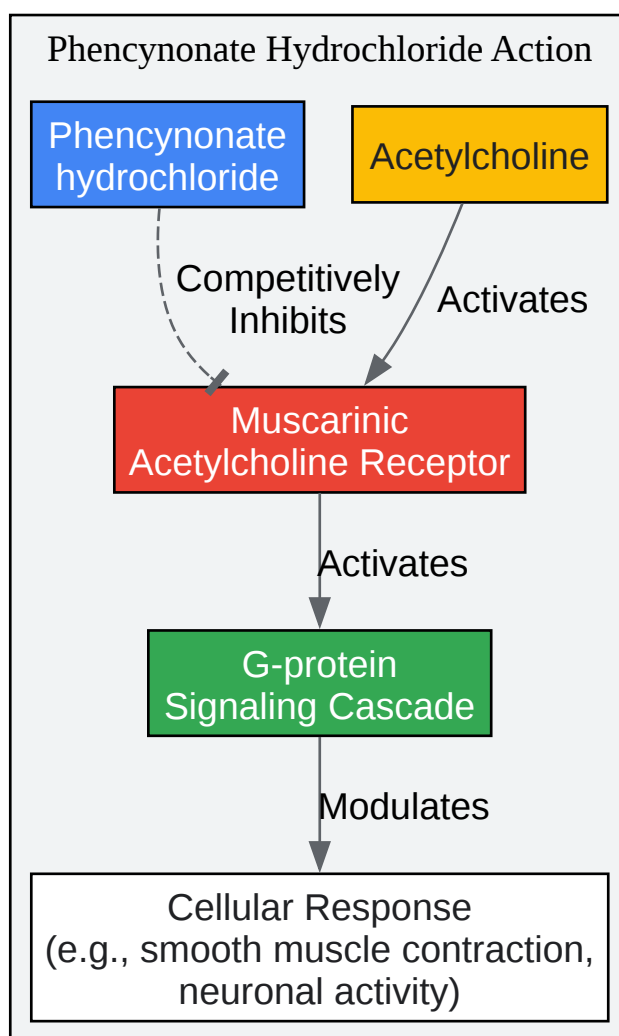 Phencynonate Hydrochloride Action
Phencynonate
hydrochloride
Acetylcholine
Competitively
Inhibits
Activates
Muscarinic
Acetylcholine Receptor
Activates
G-protein
Signaling Cascade
Modulates
Cellular Response
(e.g., smooth muscle contraction,
neuronal activity)